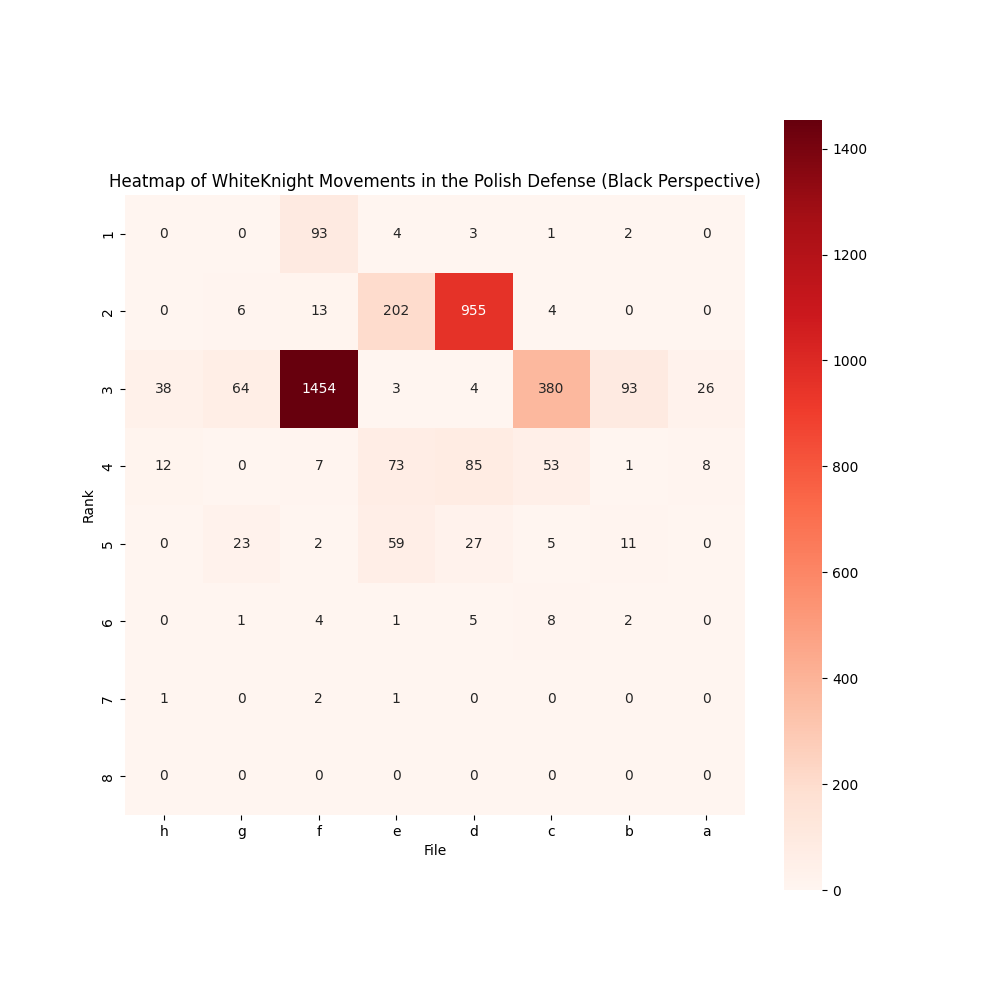 Heatmap of WhiteKnight Movements in the Polish Defense (Black Perspective)
1 0 0 93 4 3 1 2 0
2 0 6 13 202 955 4 0 0
3 38 64 1454 3 4 380 93 26
4 12 0 7 73 85 53 1 8
5 0 23 2 59 27 5 11 0
6 0 1 4 1 5 8 2 0
7 1 0 2 1 0 0 0 0
8 0 0 0 0 0 0 0 0
h g f e d c b a
Rank
File
1400
1200
1000
800
600
400
200
0